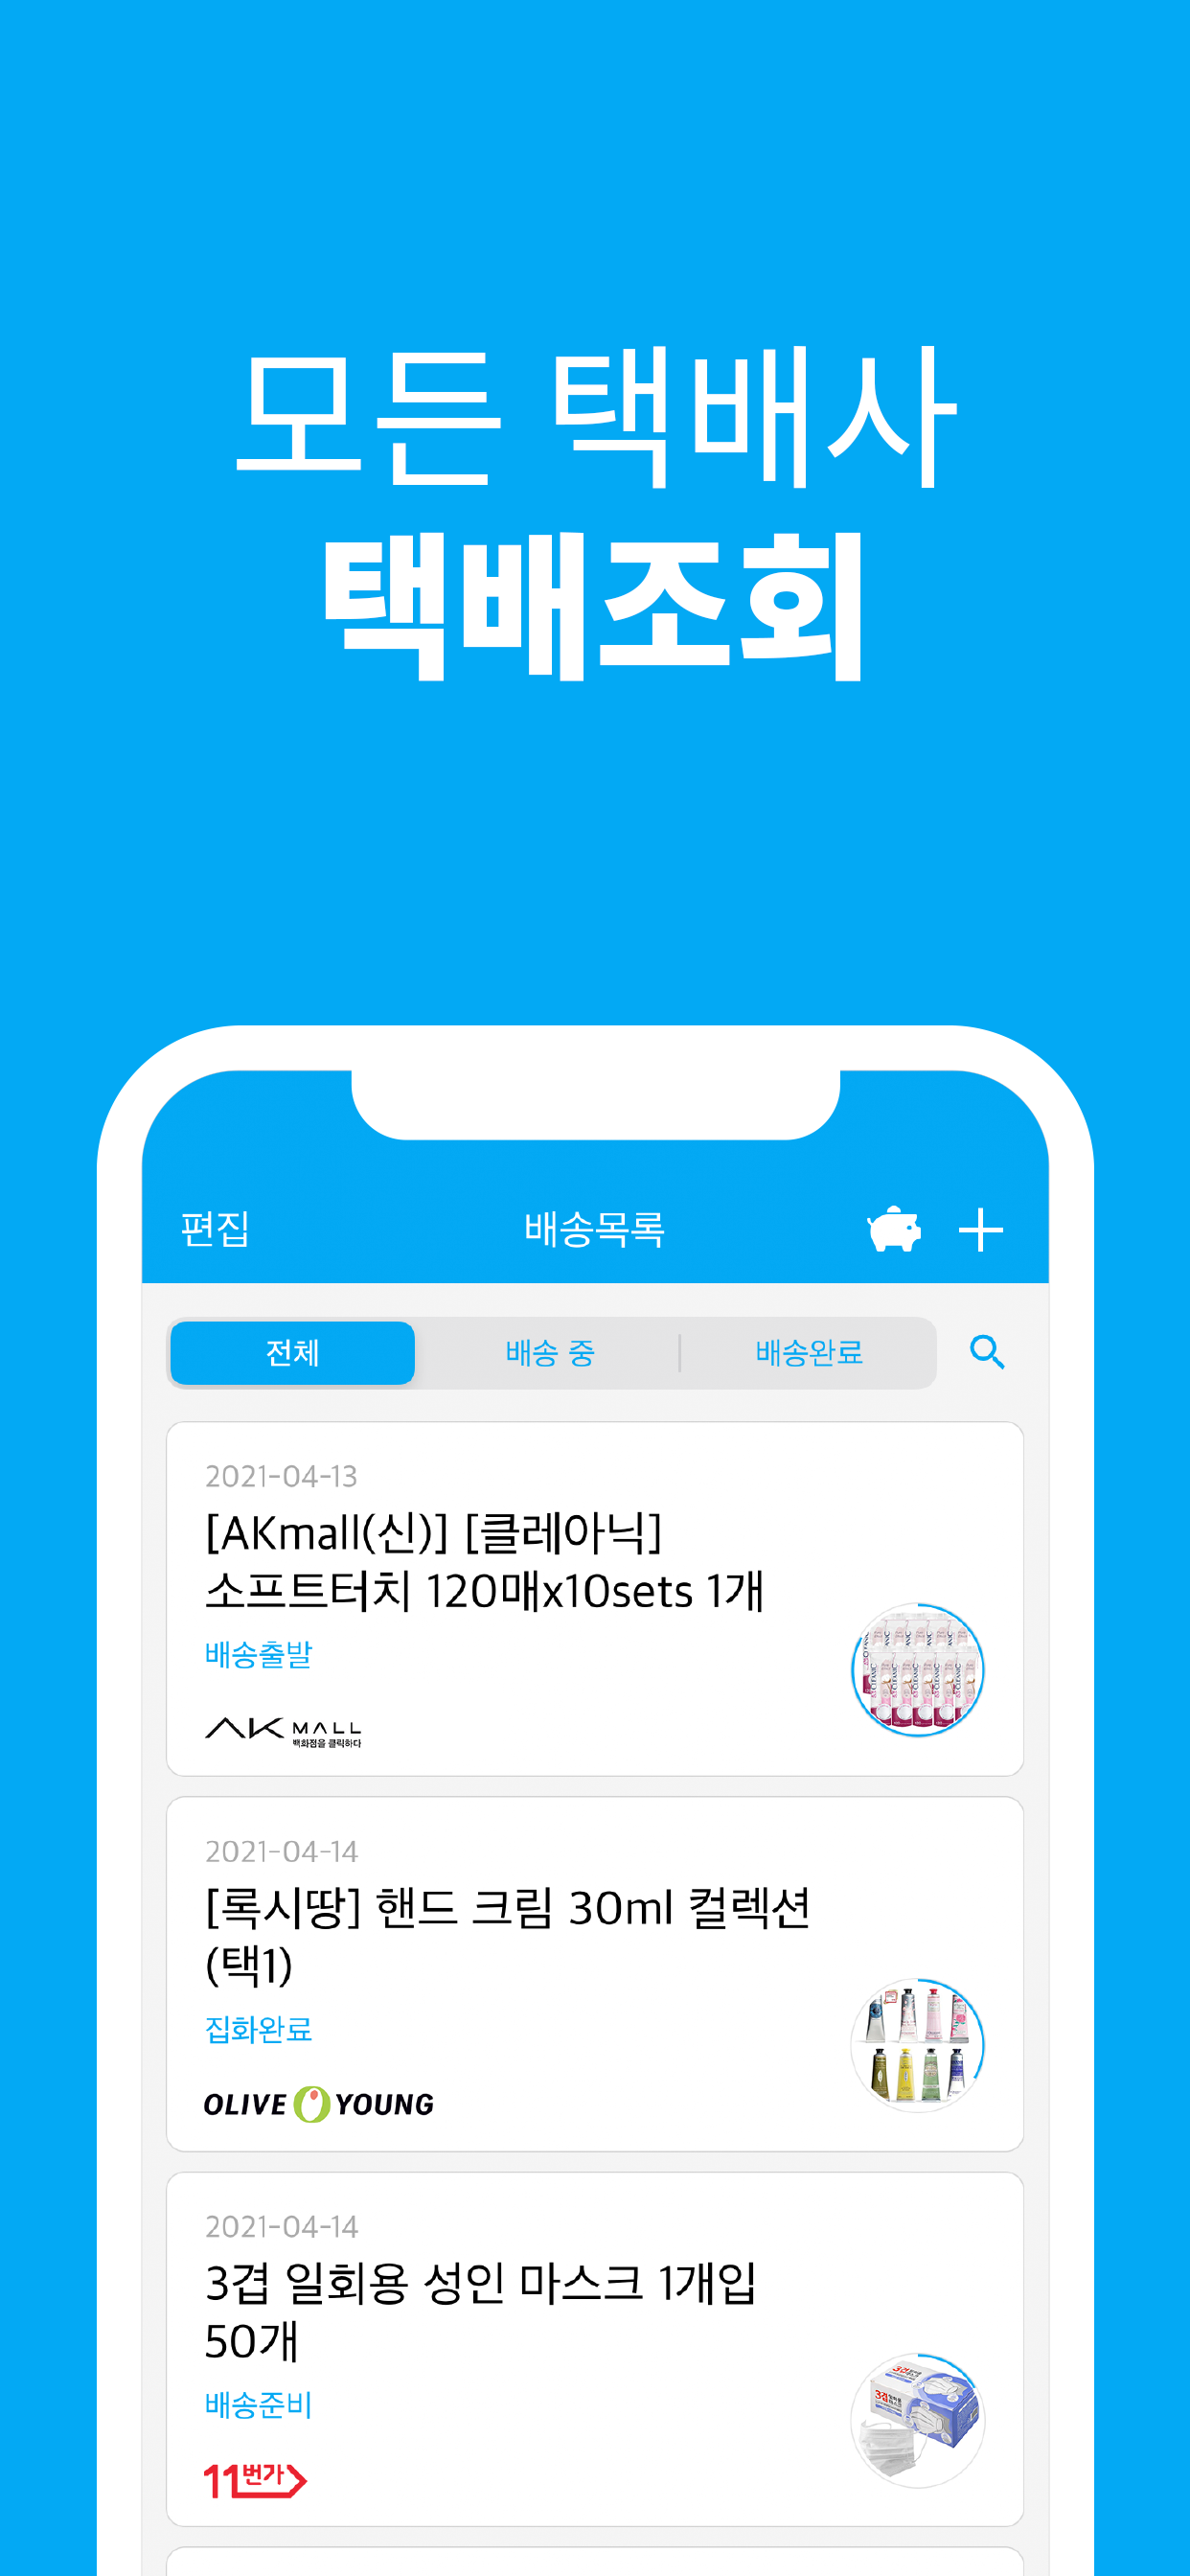 모든 택배사
택배조회
편집
배송목록
전체
배송 중
배송완료
2021-04-13
[AKmall(신)] [클레아닉]
소프트터치 120매x10sets 1개
배송출발
AK MALL
백화점을 클릭하다
2021-04-14
[록시땅] 핸드 크림 30ml 컬렉션
(택1)
집화완료
OLIVE YOUNG
2021-04-14
3겹 일회용 성인 마스크 1개입
50개
배송준비
11번가